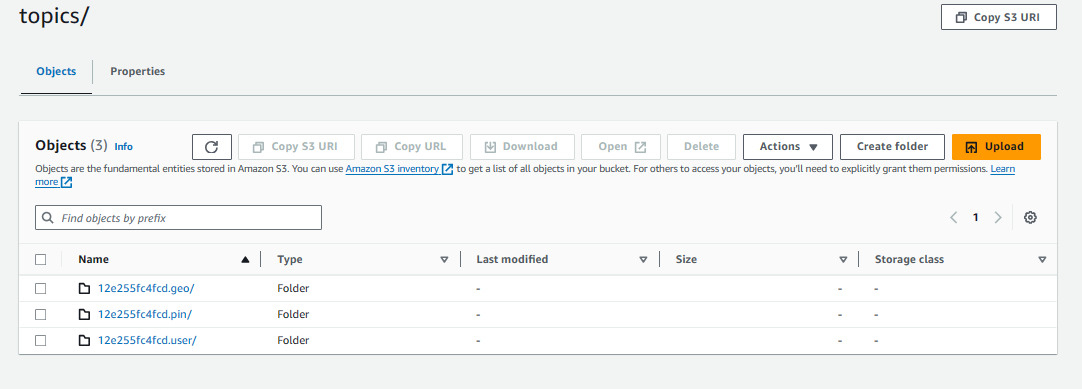 topics/
Copy S3 URI
Objects
Properties
Objects (3) Info
Copy S3 URI
Copy URL
Download
Open
Delete
Actions
Create folder
Upload
Objects are the fundamental entities stored in Amazon S3. You can use Amazon S3 inventory to get a list of all objects in your bucket. For others to access your objects, you'll need to explicitly grant them permissions. Learn
more
Find objects by prefix
1
Name Type Last modified Size Storage class
12e255fc4fcd.geo/ Folder - - -
12e255fc4fcd.pin/ Folder - - -
12e255fc4fcd.user/ Folder - - -